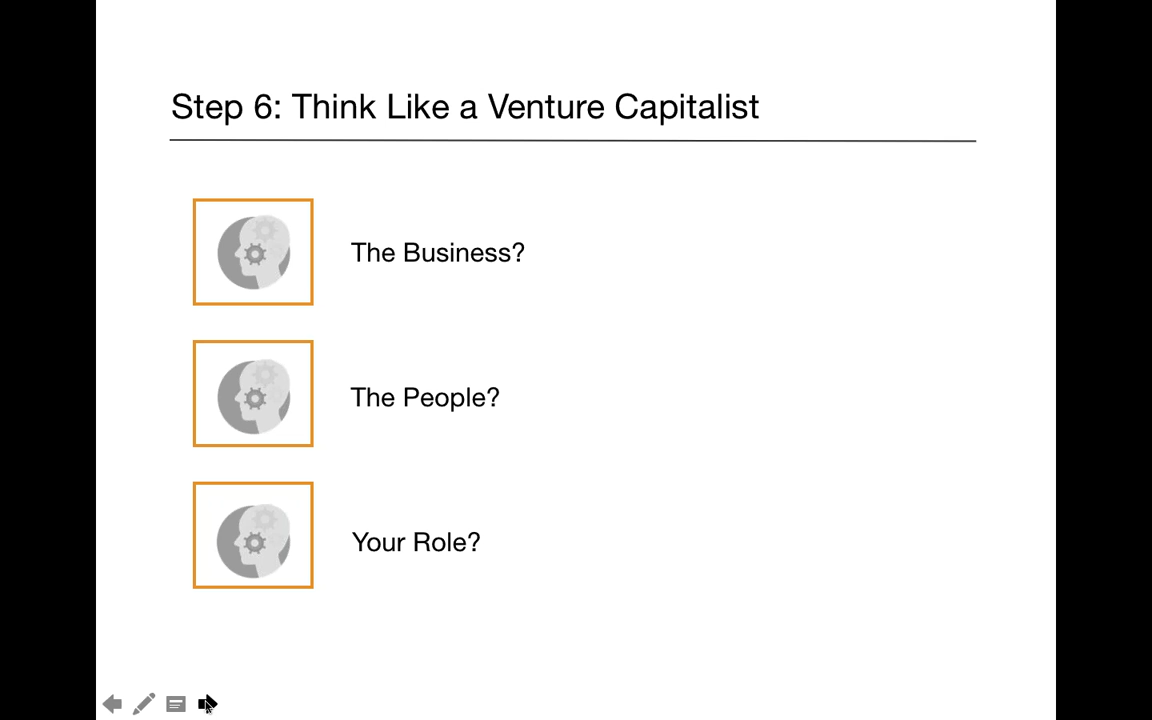 Step 6: Think Like a Venture Capitalist
The Business?
The People?
Your Role?